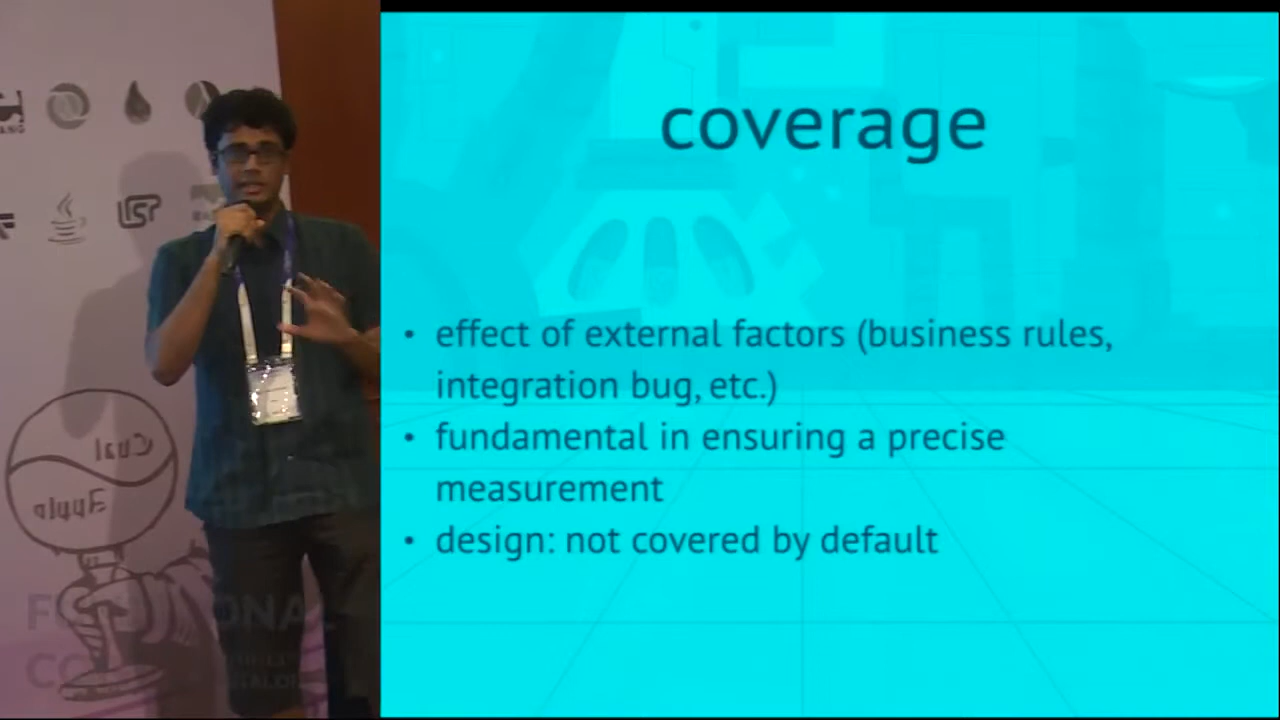 coverage
• effect of external factors (business rules,
integration bug, etc.)
• fundamental in ensuring a precise
measurement
• design: not covered by default
LISP